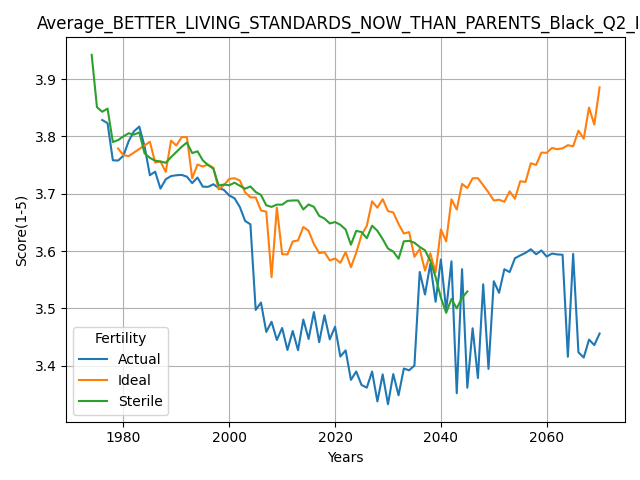 Average_BETTER_LIVING_STANDARDS_NOW_THAN_PARENTS_Black_Q2_
Score(1-5)
3.9
3.8
3.7
3.6
3.5
3.4
Fertility
Actual
Ideal
Sterile
1980
2000
2020
2040
2060
Years